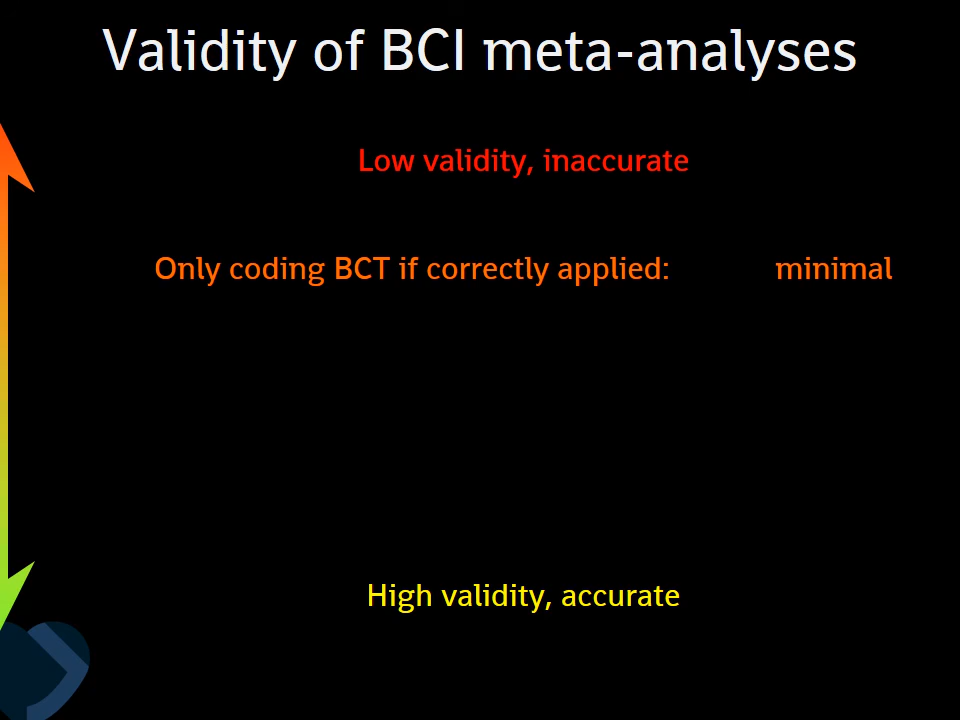 Validity of BCI meta-analyses
Low validity, inaccurate
Only coding BCT if correctly applied: minimal
High validity, accurate